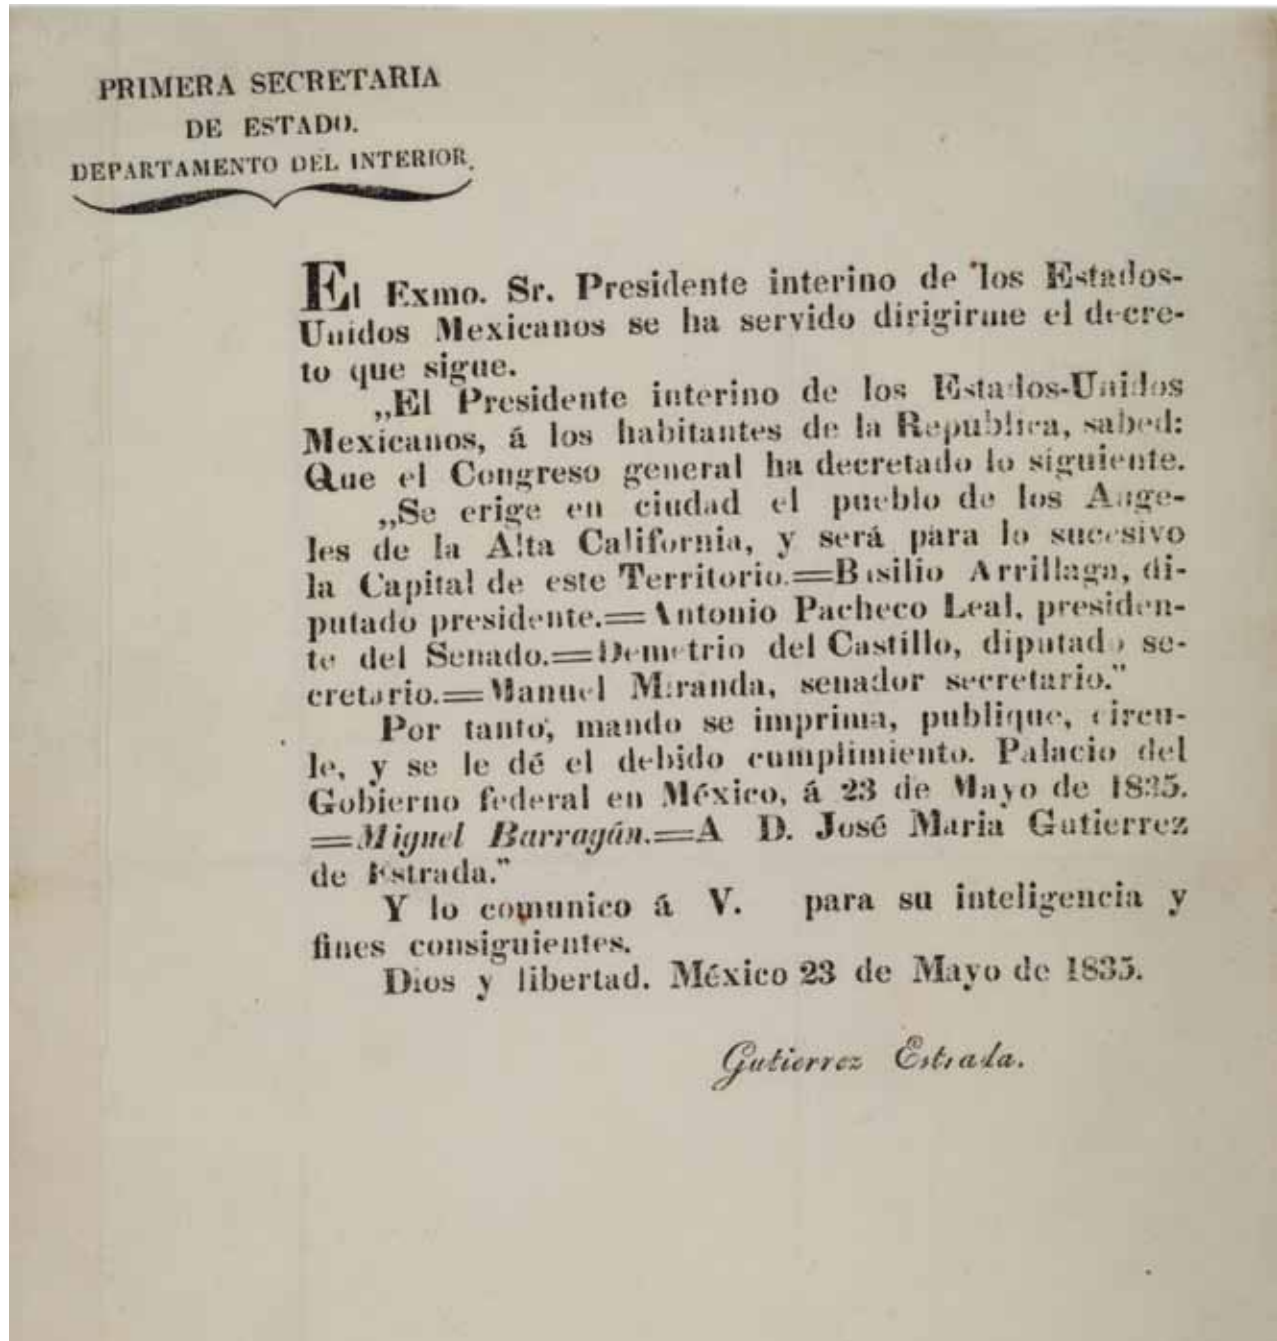 PRIMERA SECRETARIA
DE ESTADO.
DEPARTAMENTO DEL INTERIOR.
El Exmo. Sr. Presidente interino de los Estados-
Unidos Mexicanos se ha servido dirigirme el decre-
to que sigue.
„El Presidente interino de los Estados-Unidos
Mexicanos, á los habitantes de la Republica, sabed:
Que el Congreso general ha decretado lo siguiente.
„Se erige en ciudad el pueblo de los Ange-
les de la Alta California, y será para lo sucesivo
la Capital de este Territorio.=Basilio Arrillaga, di-
putado presidente.=Antonio Pacheco Leal, presiden-
te del Senado.=Demetrio del Castillo, diputado se-
cretario.=Manuel Miranda, senador secretario."
Por tanto, mando se imprima, publique, circu-
le, y se le dé el debido cumplimiento. Palacio del
Gobierno federal en México, á 23 de Mayo de 1835.
=Miguel Barragán.=A D. José Maria Gutierrez
de Estrada."
Y lo comunico á V. para su inteligencia y
fines consiguientes.
Dios y libertad. México 23 de Mayo de 1835.
Gutierrez Estrada.